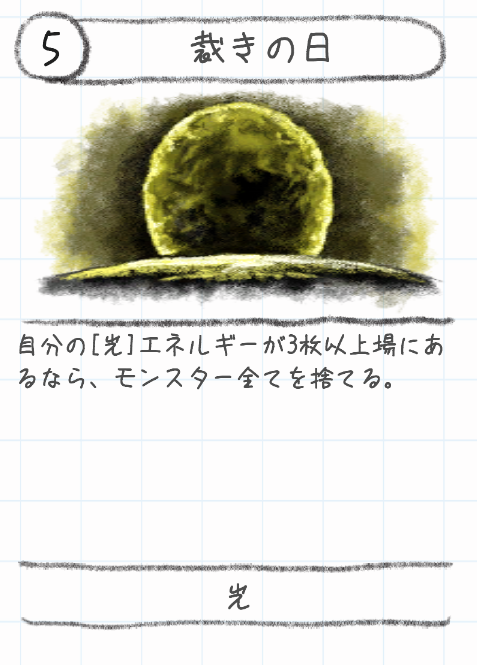 5
裁きの日
自分の[光]エネルギーが3枚以上場にあ
るなら、モンスター全てを捨てる。
光